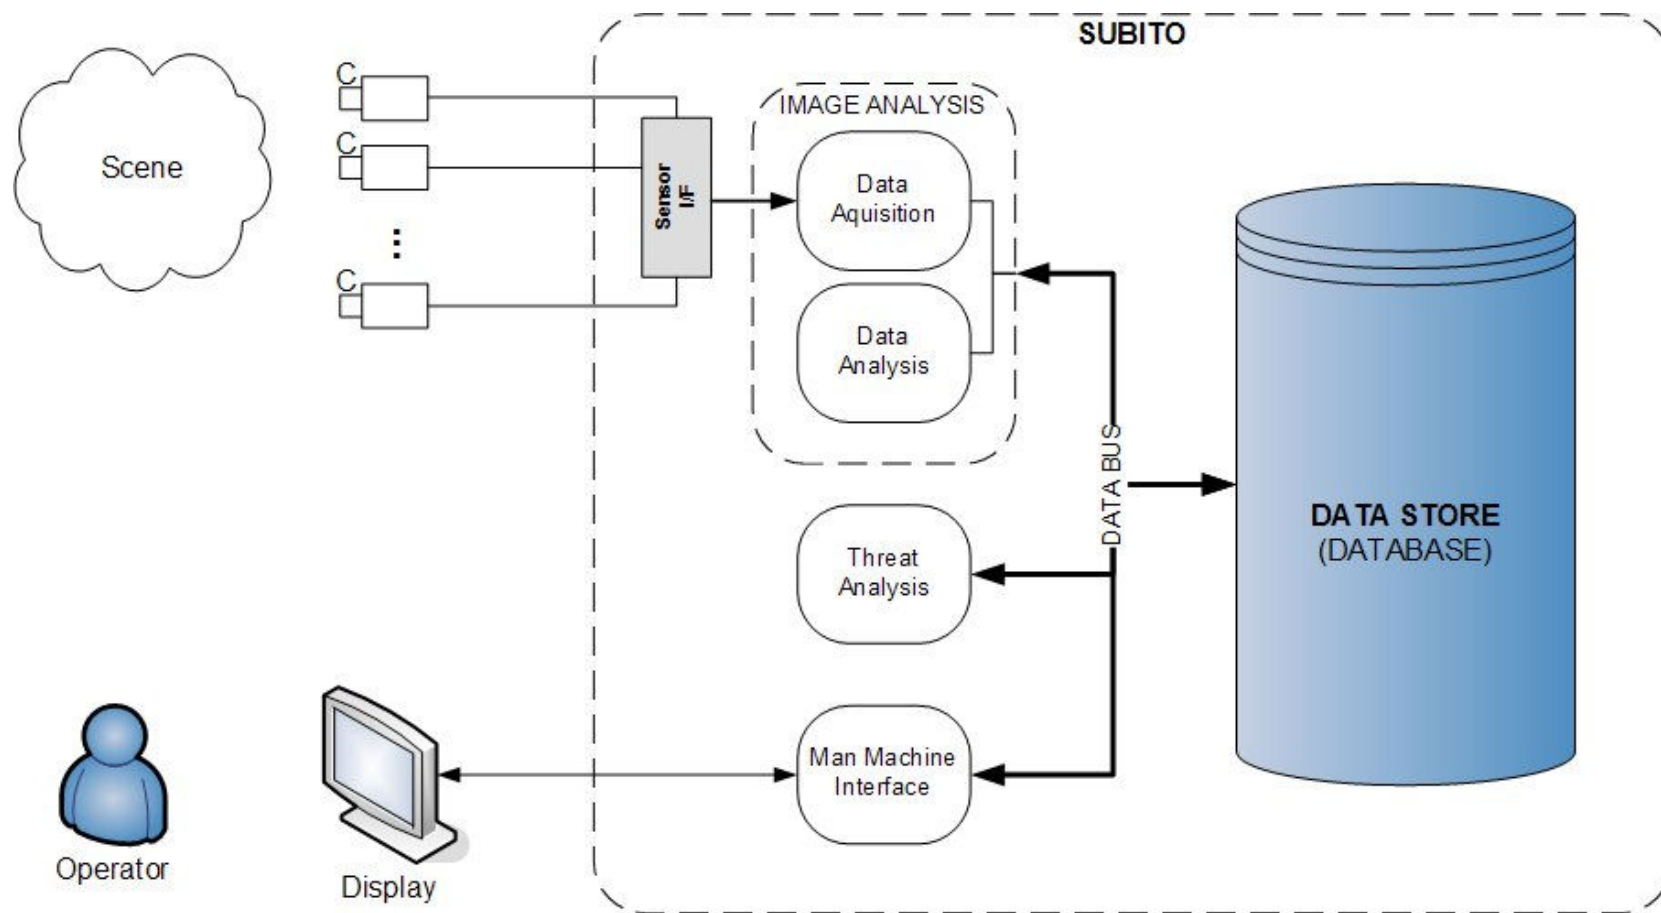 SUBITO
C
IMAGE ANALYSIS
C
Scene
Sensor
I/F
Data
Aquisition
...
C
Data
Analysis
DATA BUS
DATA STORE
(DATABASE)
Threat
Analysis
Man Machine
Interface
Operator
Display